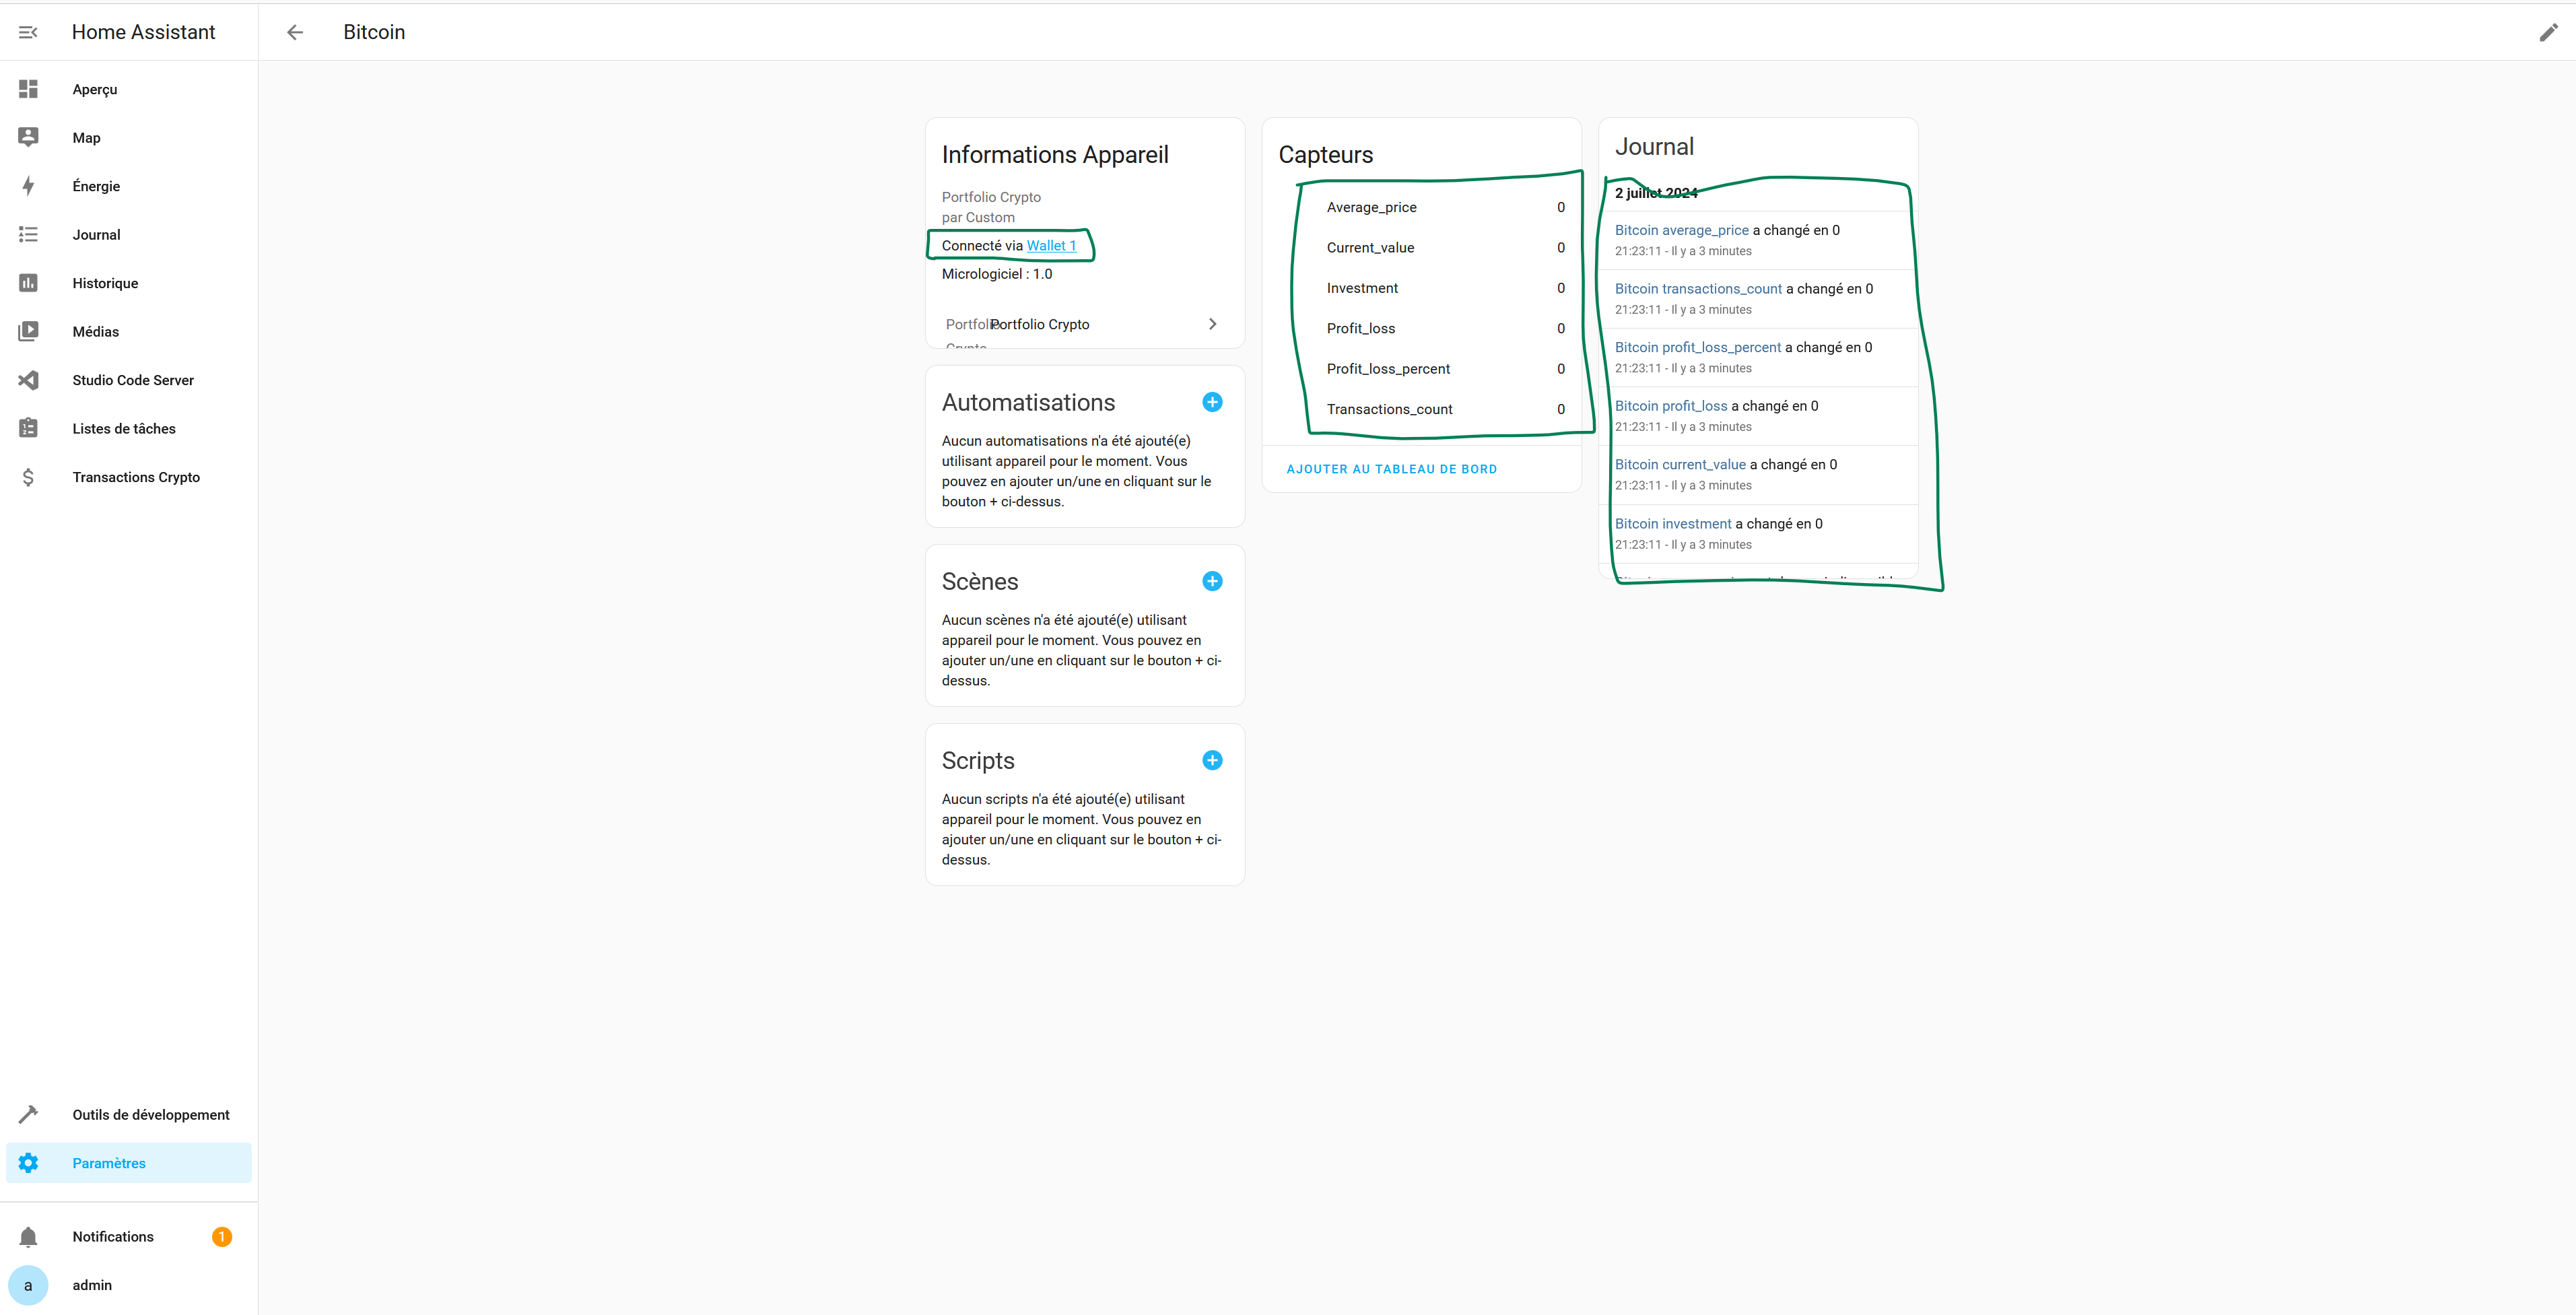 Home Assistant
Bitcoin
Aperçu
Map
Énergie
Journal
Historique
Médias
Studio Code Server
Listes de tâches
Transactions Crypto
Outils de développement
Paramètres
Notifications
1
a
admin
Informations Appareil
Portfolio Crypto
par Custom
Connecté via Wallet 1
Micrologiciel : 1.0
Portfolio Crypto
Automatisations
Aucun automatisations n'a été ajouté(e)
utilisant appareil pour le moment. Vous
pouvez en ajouter un/une en cliquant sur le
bouton + ci-dessus.
Scènes
Aucun scènes n'a été ajouté(e) utilisant
appareil pour le moment. Vous pouvez en
ajouter un/une en cliquant sur le bouton + ci-
dessus.
Scripts
Aucun scripts n'a été ajouté(e) utilisant
appareil pour le moment. Vous pouvez en
ajouter un/une en cliquant sur le bouton + ci-
dessus.
Capteurs
Average_price 0
Current_value 0
Investment 0
Profit_loss 0
Profit_loss_percent 0
Transactions_count 0
AJOUTER AU TABLEAU DE BORD
Journal
2 juillet 2024
Bitcoin average_price a changé en 0
21:23:11 - Il y a 3 minutes
Bitcoin transactions_count a changé en 0
21:23:11 - Il y a 3 minutes
Bitcoin profit_loss_percent a changé en 0
21:23:11 - Il y a 3 minutes
Bitcoin profit_loss a changé en 0
21:23:11 - Il y a 3 minutes
Bitcoin current_value a changé en 0
21:23:11 - Il y a 3 minutes
Bitcoin investment a changé en 0
21:23:11 - Il y a 3 minutes